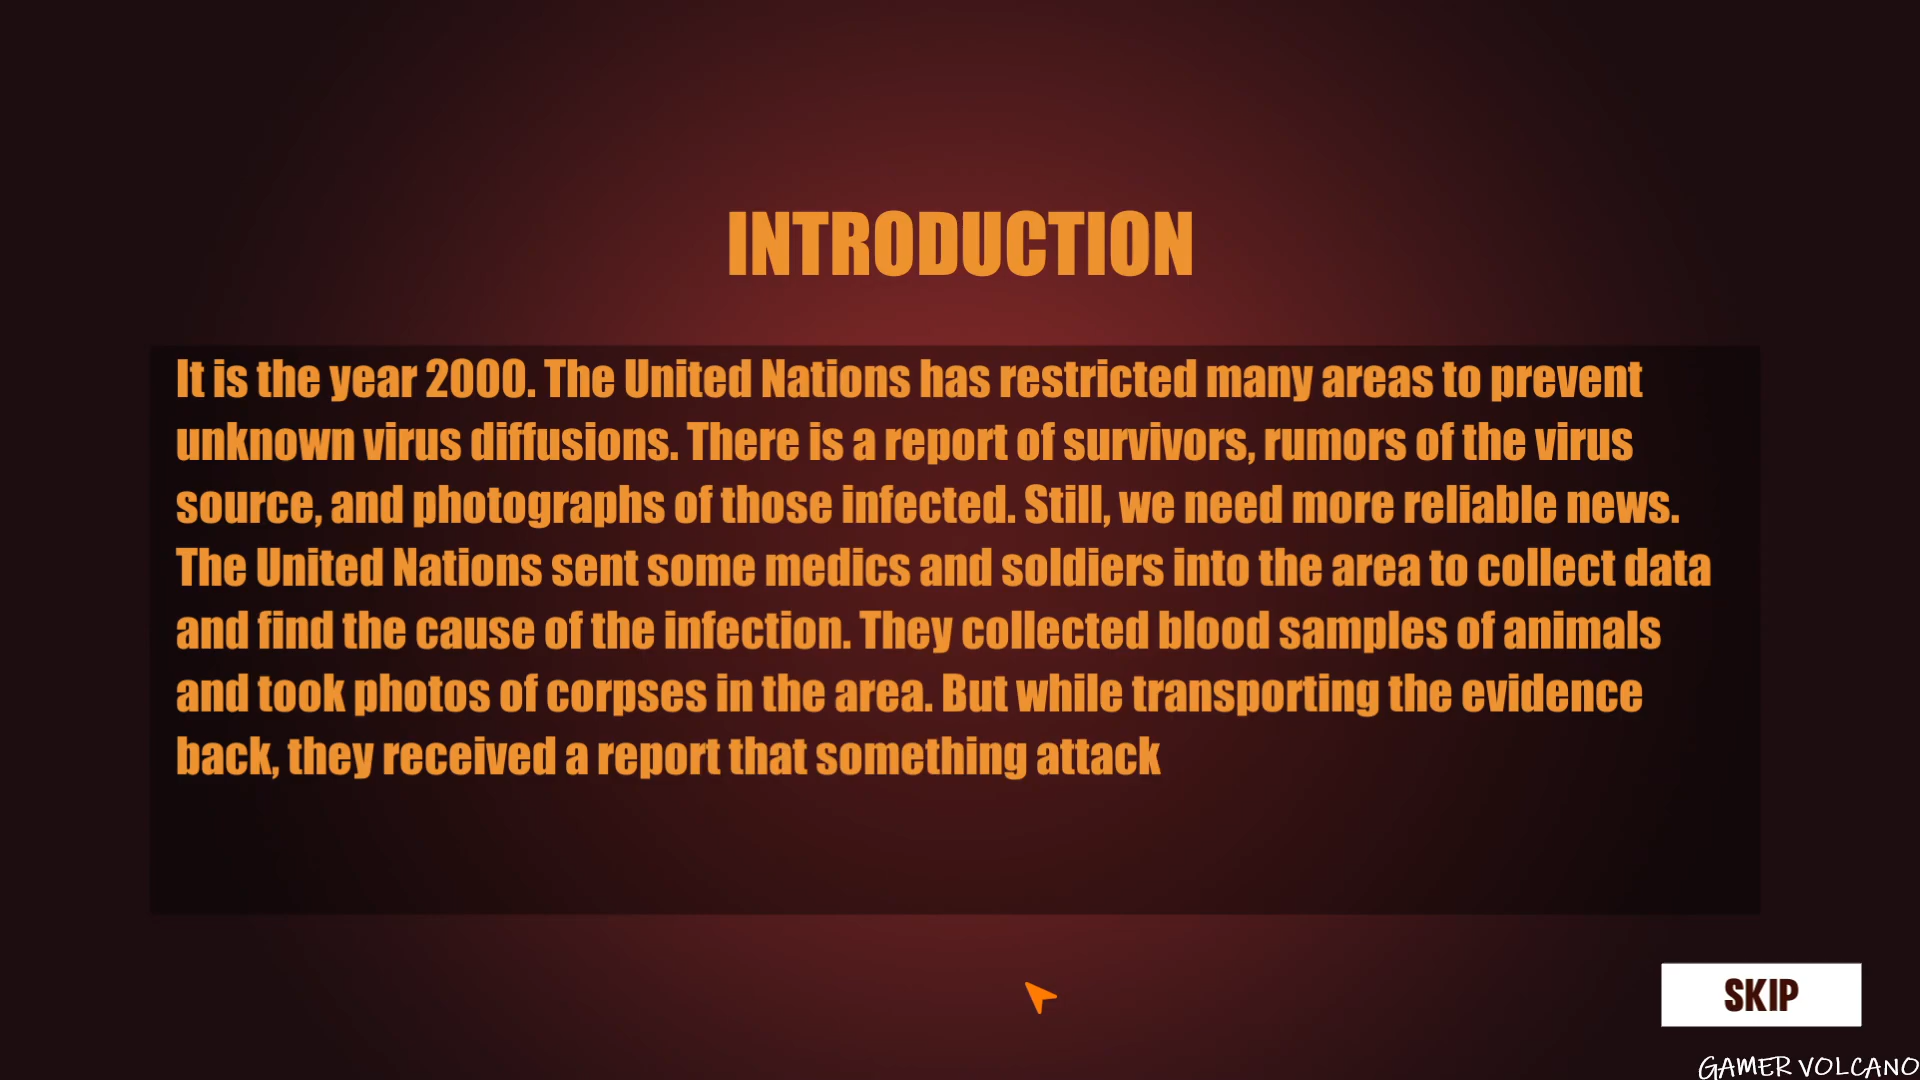 INTRODUCTION
It is the year 2000. The United Nations has restricted many areas to prevent
unknown virus diffusions. There is a report of survivors, rumors of the virus
source, and photographs of those infected. Still, we need more reliable news.
The United Nations sent some medics and soldiers into the area to collect data
and find the cause of the infection. They collected blood samples of animals
and took photos of corpses in the area. But while transporting the evidence
back, they received a report that something attack
SKIP
GAMER VOLCANO